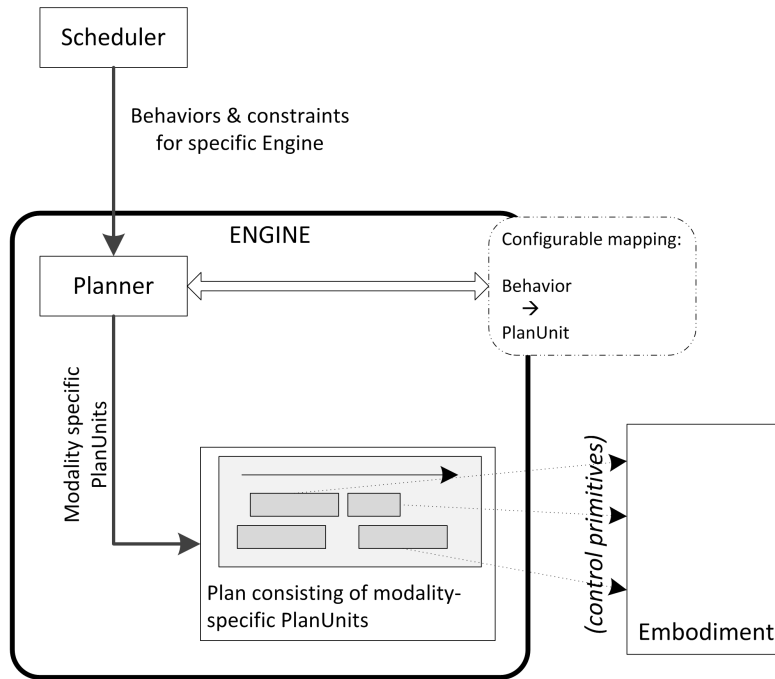 Scheduler
Behaviors & constraints
for specific Engine
ENGINE
Configurable mapping:
Behavior
→
PlanUnit
Planner
Modality specific
PlanUnits
Plan consisting of modality-
specific PlanUnits
(control primitives)
Embodiment